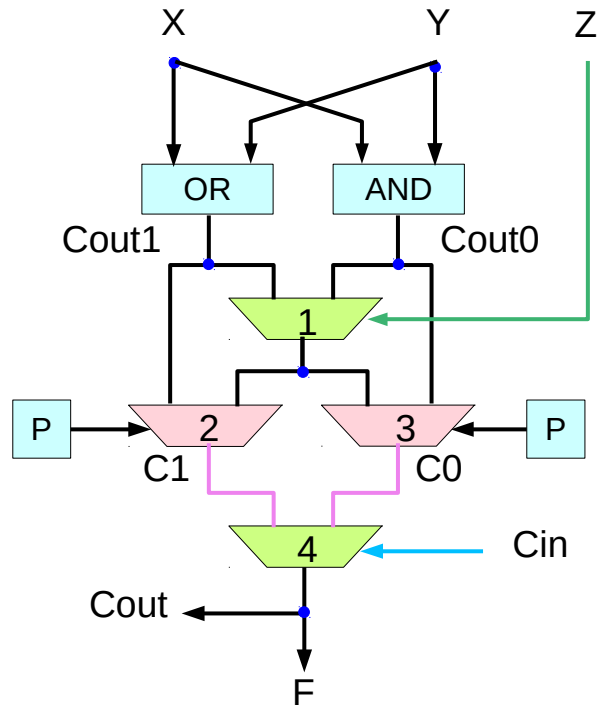 X Y Z
OR AND
Cout1 Cout0
1
P 2 3 P
C1 C0
4 Cin
Cout
F